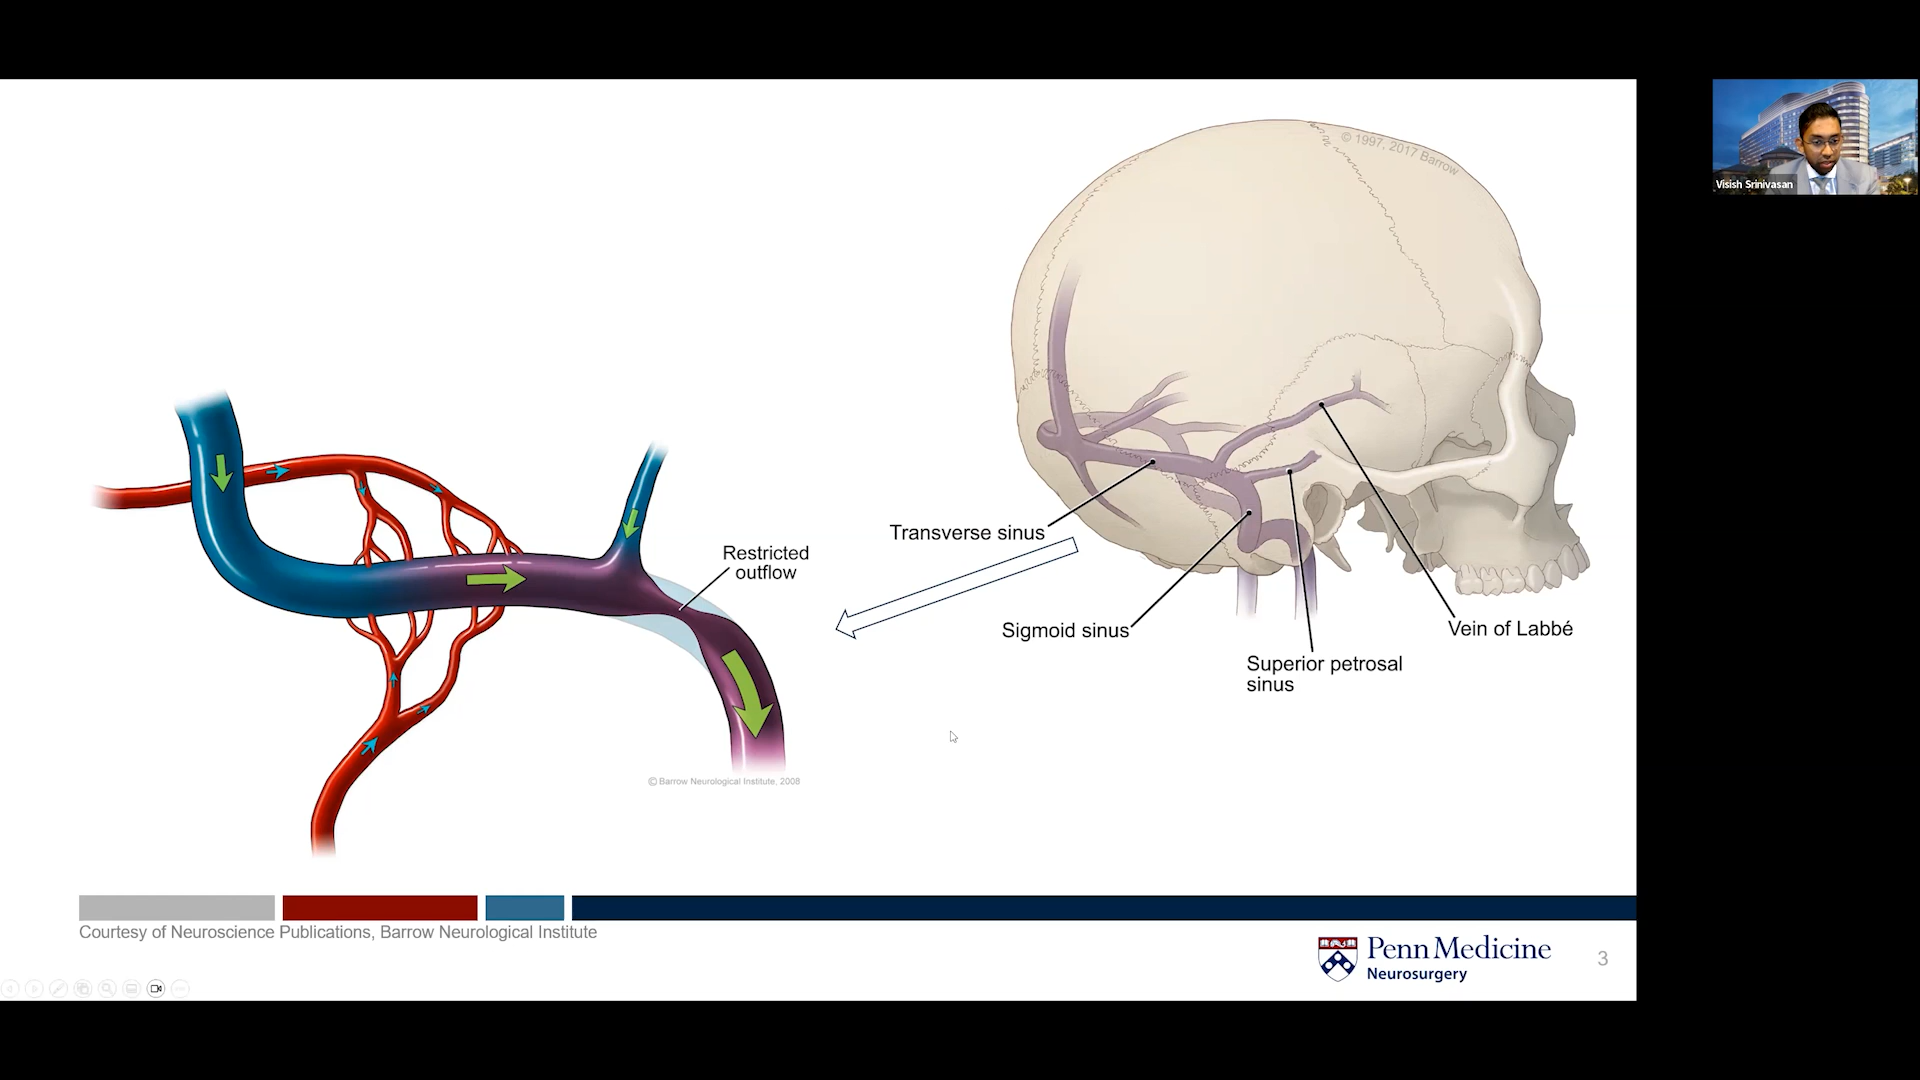 © 1997, 2017 Barrow
Visish Srinivasan
Restricted
outflow
Transverse sinus
Sigmoid sinus
Superior petrosal
sinus
Vein of Labbé
© Barrow Neurological Institute, 2008
Courtesy of Neuroscience Publications, Barrow Neurological Institute
Penn Medicine
Neurosurgery
3